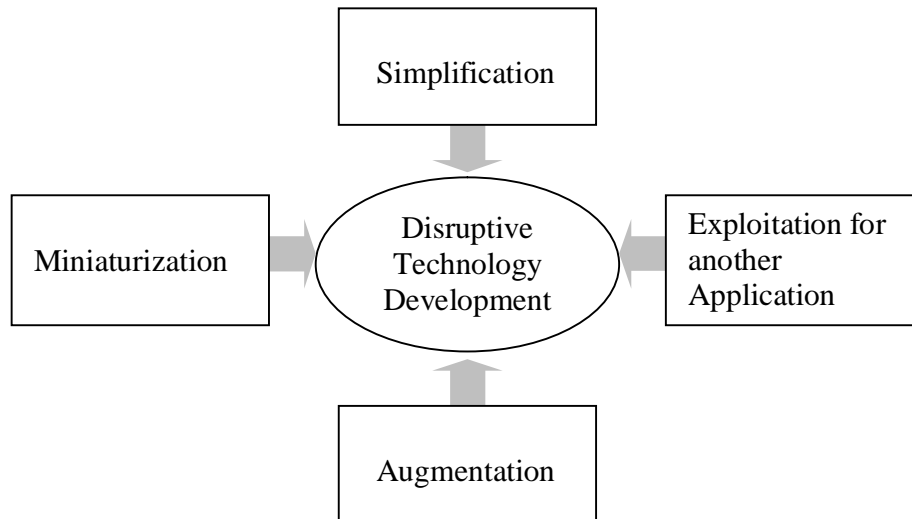 Simplification
Miniaturization
Disruptive
Technology
Development
Exploitation for
another
Application
Augmentation